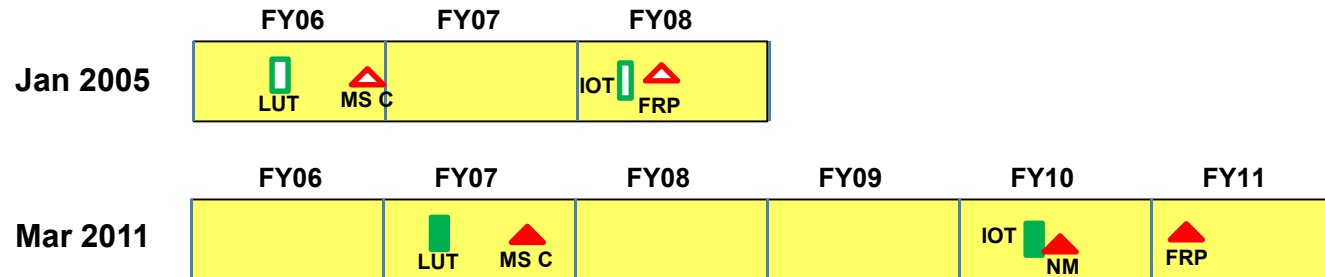 FY06 FY07 FY08
Jan 2005
LUT MS C IOT FRP
FY06 FY07 FY08 FY09 FY10 FY11
Mar 2011
LUT MS C IOT NM FRP